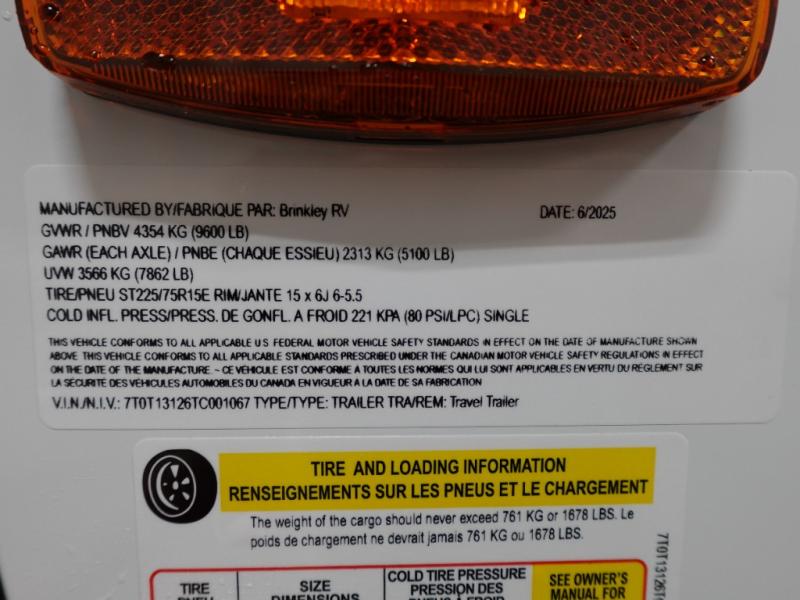 MANUFACTURED BY/FABRIQUE PAR: Brinkley RV DATE: 6/2025
GVWR / PNBV 4354 KG (9600 LB)
GAWR (EACH AXLE) / PNBE (CHAQUE ESSIEU) 2313 KG (5100 LB)
UVW 3566 KG (7862 LB)
TIRE/PNEU ST225/75R15E RIM/JANTE 15 x 6J 6-5.5
COLD INFL. PRESS/PRESS. DE GONFL. A FROID 221 KPA (80 PSI/LPC) SINGLE
THIS VEHICLE CONFORMS TO ALL APPLICABLE U.S. FEDERAL MOTOR VEHICLE SAFETY STANDARDS IN EFFECT ON THE DATE OF MANUFACTURE SHOWN
ABOVE THIS VEHICLE CONFORMS TO ALL APPLICABLE STANDARDS PRESCRIBED UNDER THE CANADIAN MOTOR VEHICLE SAFETY REGULATIONS IN EFFECT
ON THE DATE OF THE MANUFACTURE. ~ CE VEHICULE EST CONFORME A TOUTES LES NORMES QUI LUI SONT APPLICABLES EN VERTU DU REGLEMENT SUR
LA SECURITE DES VEHICULES AUTOMOBILES DU CANADA EN VIGUEUR A LA DATE DE SA FABRICATION
V.I.N./N.I.V.: 7T0T13126TC001067 TYPE/TYPE: TRAILER TRA/REM: Travel Trailer
TIRE AND LOADING INFORMATION
RENSEIGNEMENTS SUR LES PNEUS ET LE CHARGEMENT
The weight of the cargo should never exceed 761 KG or 1678 LBS. Le
poids de chargement ne devrait jamais 761 KG ou 1678 LBS.
TIRE SIZE COLD TIRE PRESSURE SEE OWNER'S
PNEU DIMENSIONS PRESSION DES MANUAL FOR
PNEUS A FROID
7T0T13126T